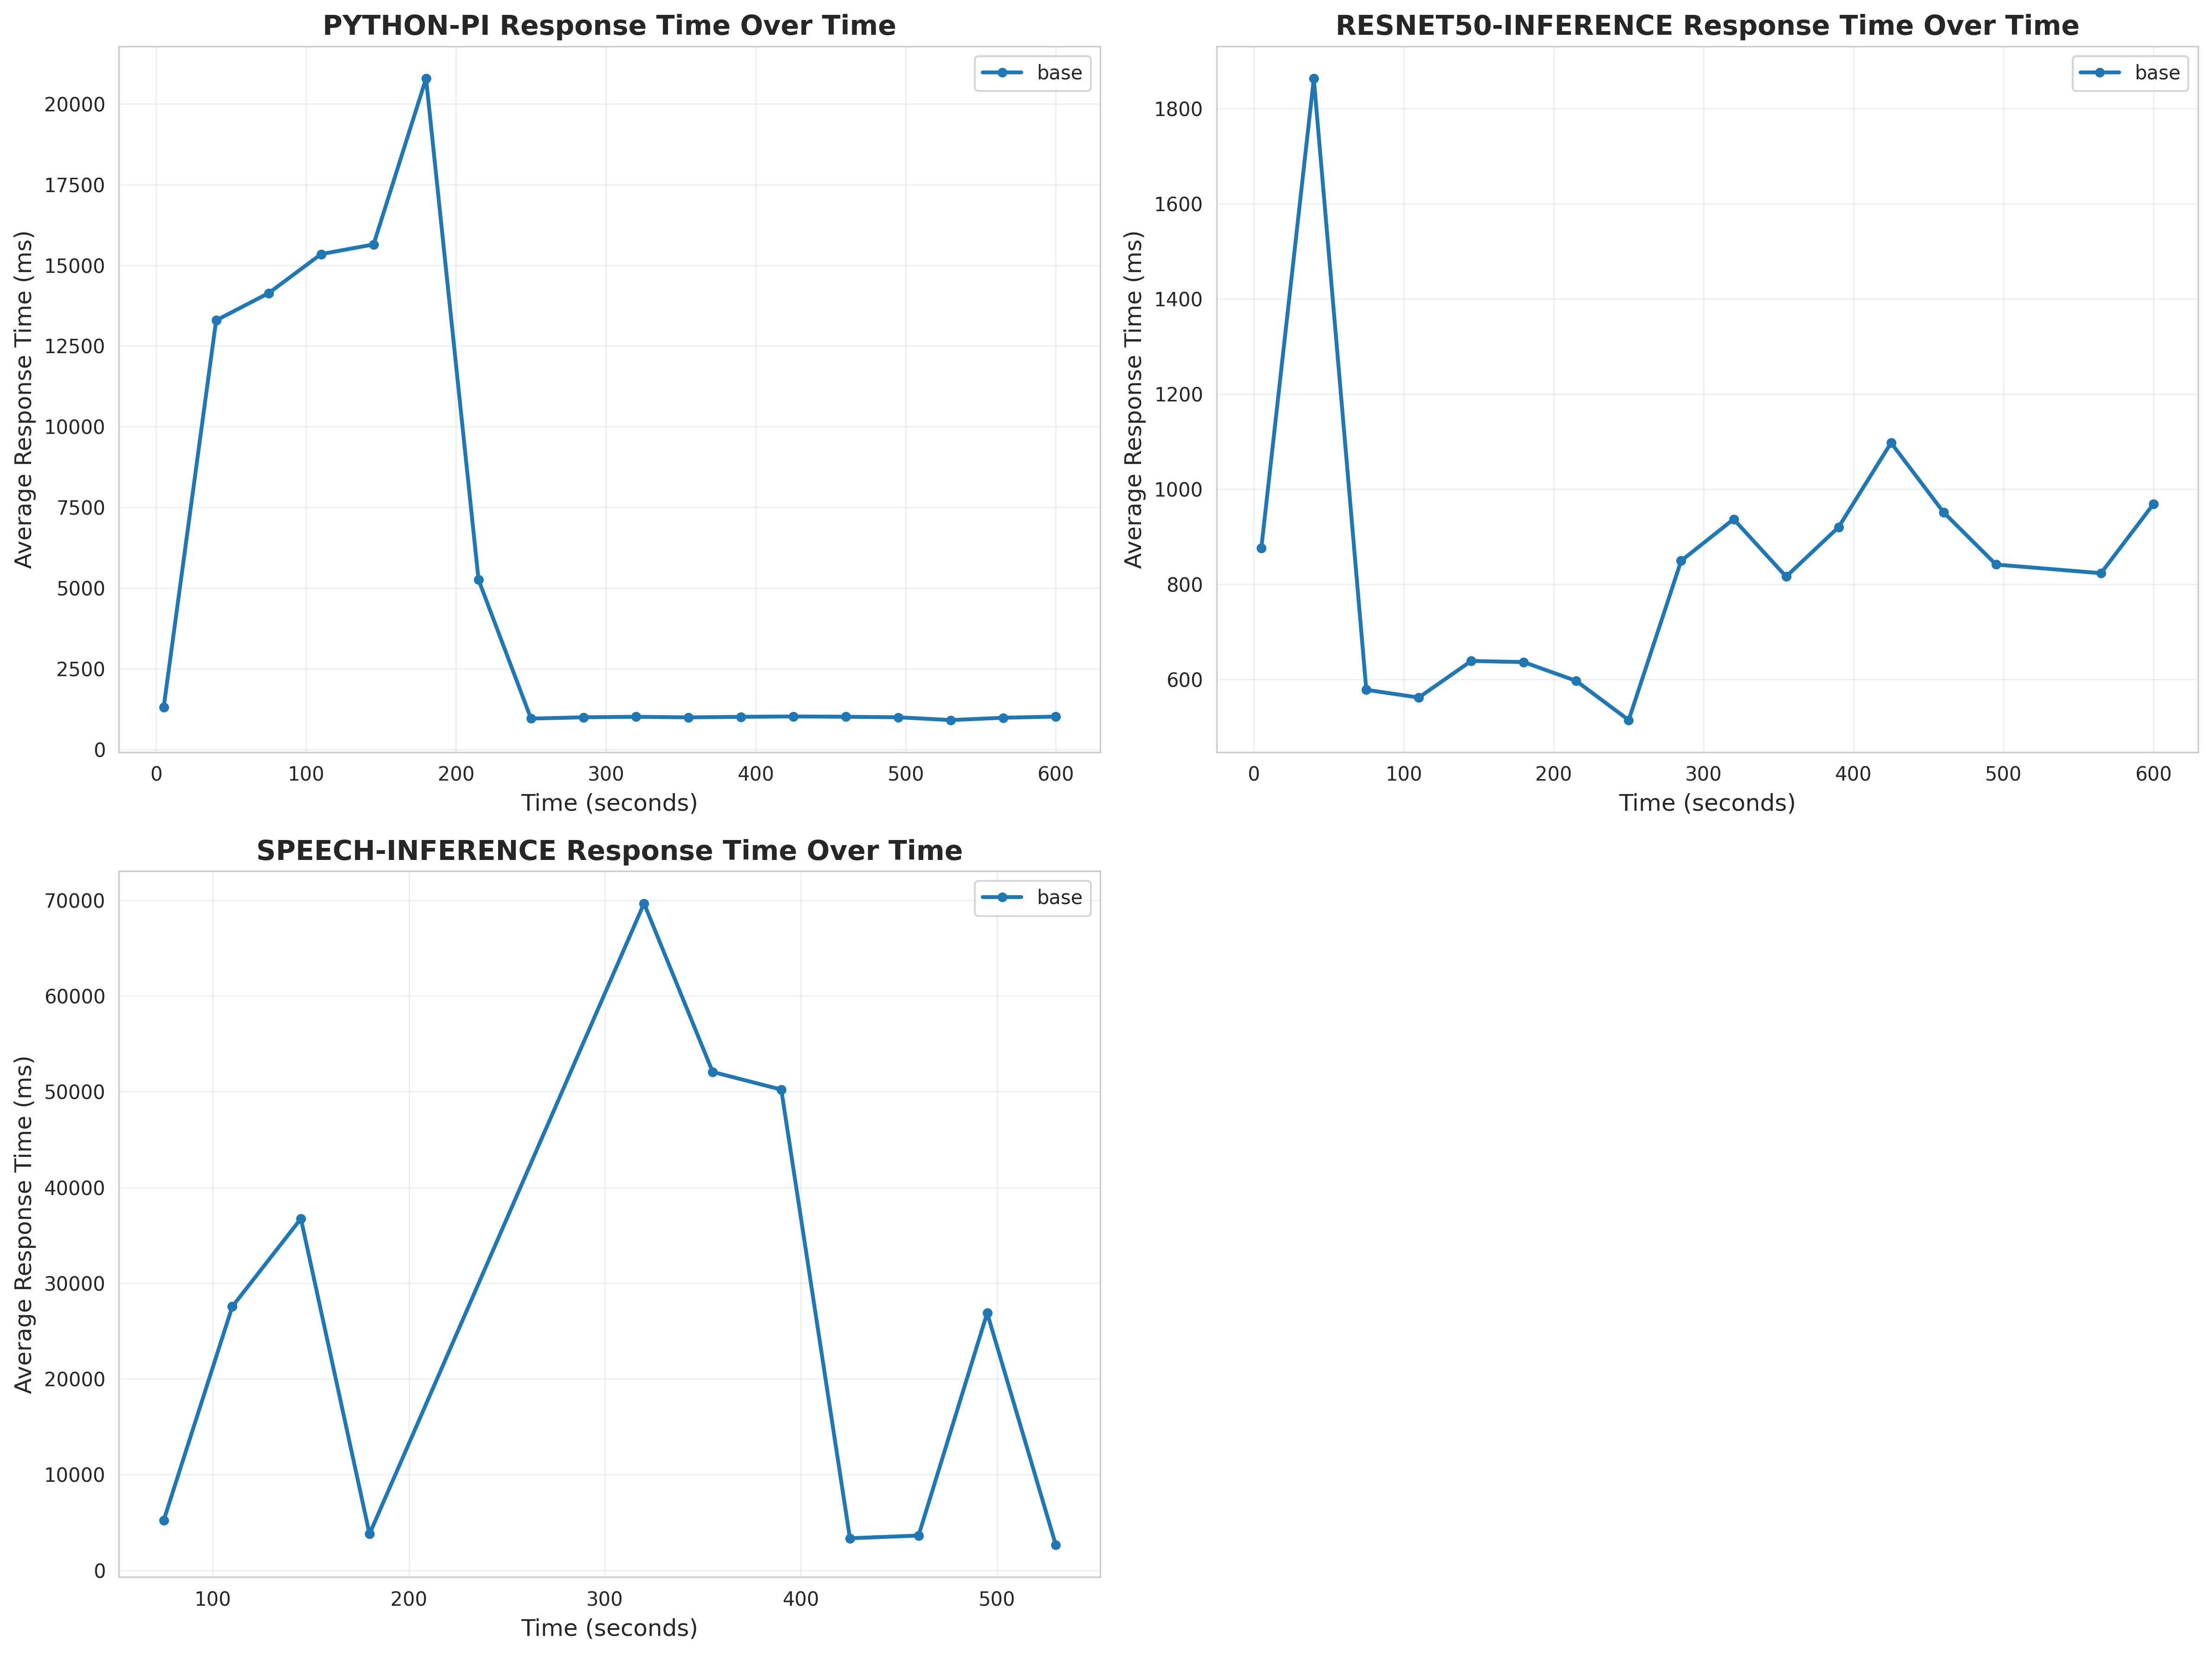 PYTHON-PI Response Time Over Time
base
Average Response Time (ms)
20000
17500
15000
12500
10000
7500
5000
2500
0
0 100 200 300 400 500 600
Time (seconds)
RESNET50-INFERENCE Response Time Over Time
base
Average Response Time (ms)
1800
1600
1400
1200
1000
800
600
0 100 200 300 400 500 600
Time (seconds)
SPEECH-INFERENCE Response Time Over Time
base
Average Response Time (ms)
70000
60000
50000
40000
30000
20000
10000
0
100 200 300 400 500
Time (seconds)